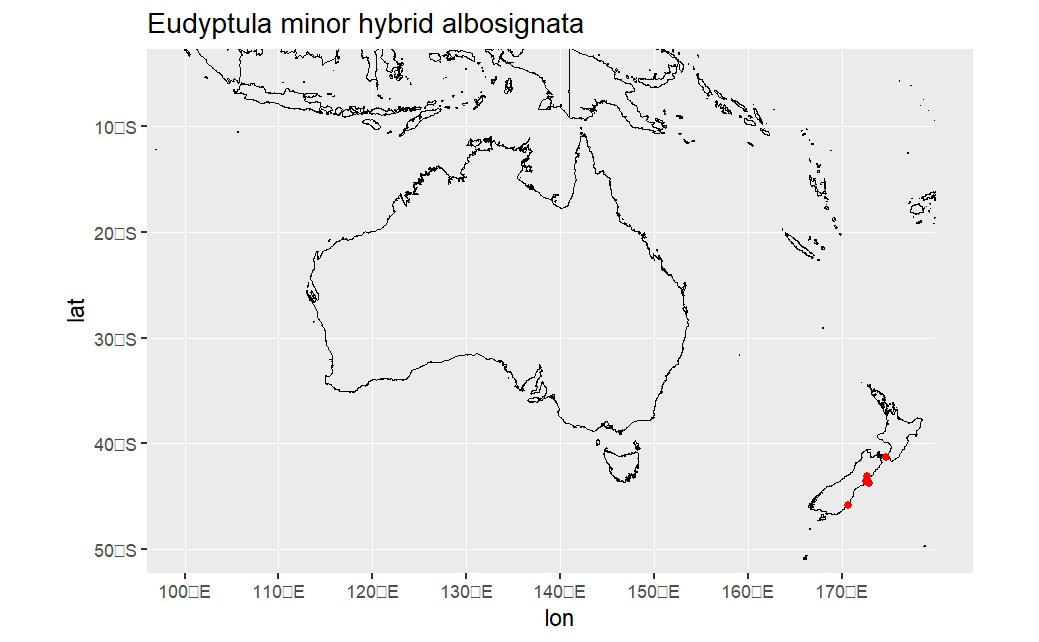 Eudyptula minor hybrid albosignata
10□S
20□S
30□S
40□S
50□S
lat
100□E 110□E 120□E 130□E 140□E 150□E 160□E 170□E
lon